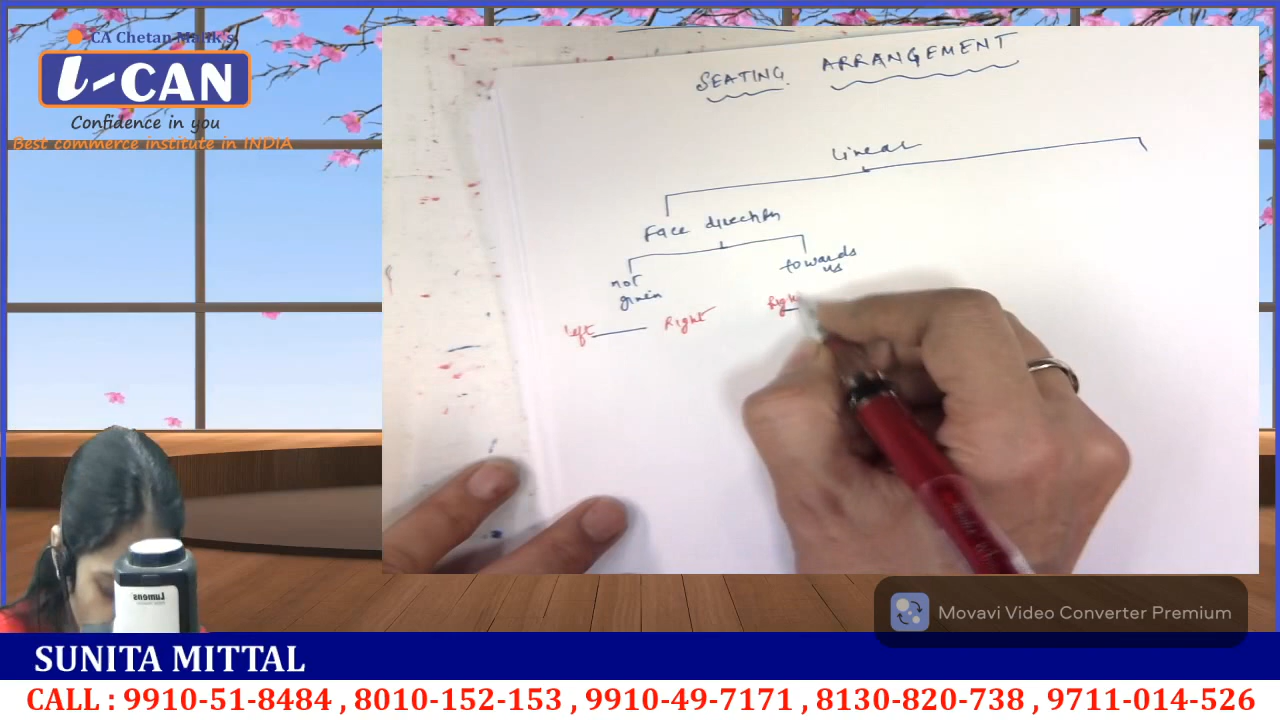 CA Chetan Malik's
i-CAN
Confidence in you
Best commerce institute in INDIA
SEATING ARRANGEMENT
Linear
Face direction
not
given
towards
us
left
Right
Righ
Lumens
Movavi Video Converter Premium
SUNITA MITTAL
CALL : 9910-51-8484 , 8010-152-153 , 9910-49-7171 , 8130-820-738 , 9711-014-526